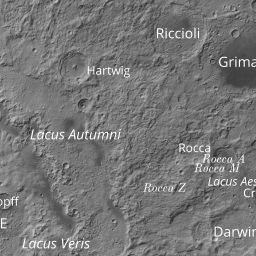 Riccioli
Grima
Hartwig
Lacus Autumni
Rocca
Rocca A
Rocca M
Lacus Aes
Rocca Z
Cr
opff
E
Darwin
Lacus Veris